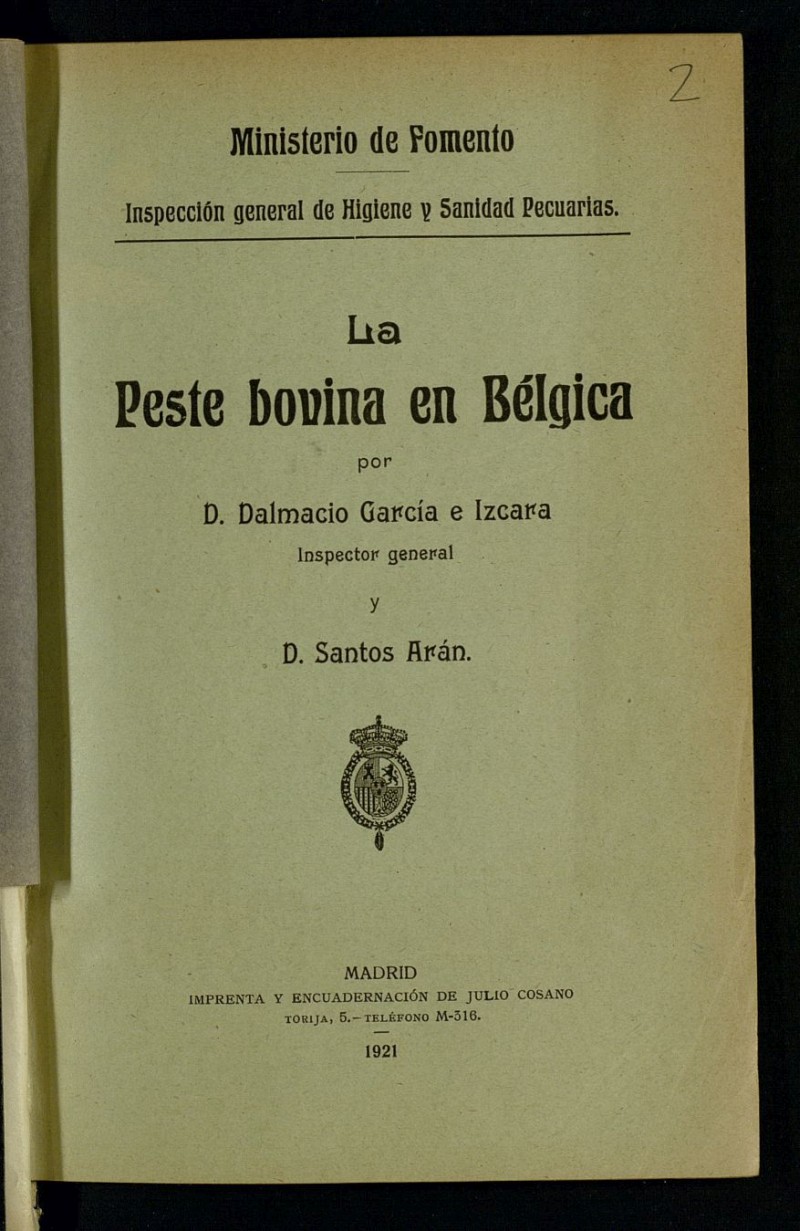 2
Ministerio de Fomento
Inspección general de Higiene y Sanidad Pecuarias.
La
Peste bovina en Bélgica
por
D. Dalmacio García e Izcara
Inspector general
y
D. Santos Arán.
MADRID
IMPRENTA Y ENCUADERNACIÓN DE JULIO COSANO
TORIJA, 5.—TELÉFONO M-316.
1921